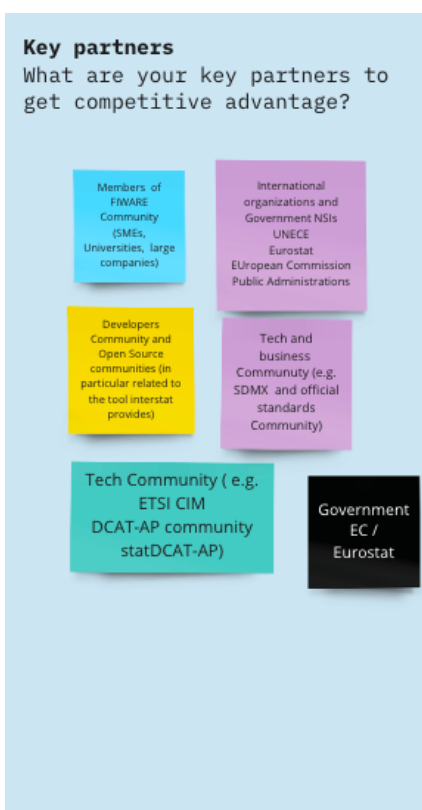 Key partners
What are your key partners to
get competitive advantage?
Members of
FIWARE
Community
(SMEs,
Universities, large
companies)
International
organizations and
Government NSIs
UNECE
Eurostat
EUropean Commission
Public Administrations
Developers
Community and
Open Source
communities (in
particular related to
the tool interstat
provides)
Tech and
business
Communuty (e.g.
SDMX and official
standards
Community)
Tech Community ( e.g.
ETSI CIM
DCAT-AP community
statDCAT-AP)
Government
EC /
Eurostat